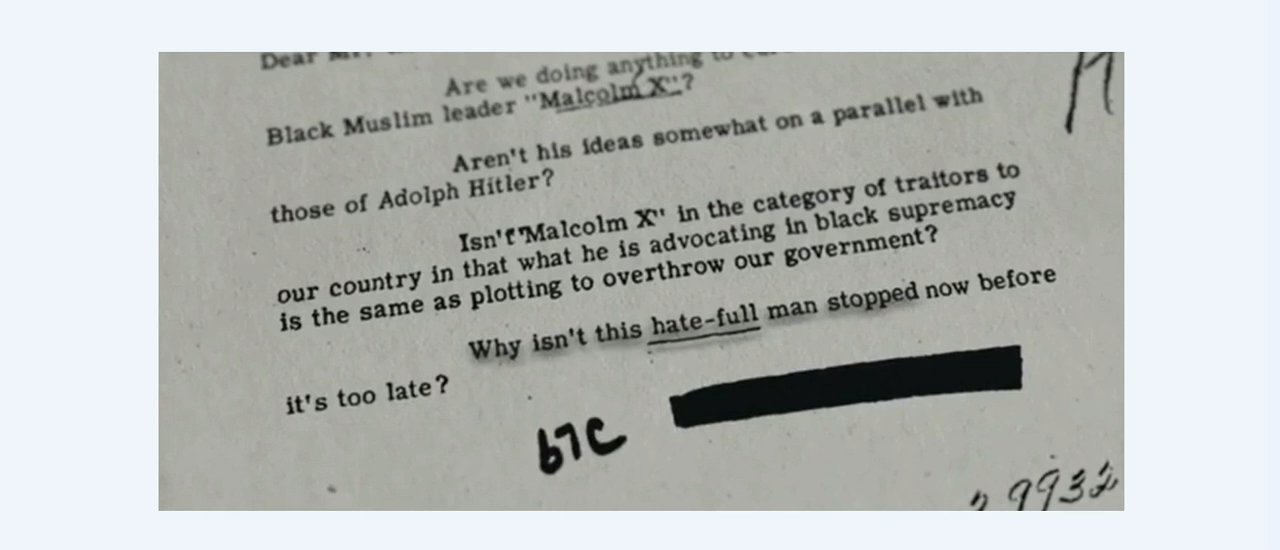 Dear
Are we doing anything to
Black Muslim leader "Malcolm X"?
Aren't his ideas somewhat on a parallel with
those of Adolph Hitler?
Isn't "Malcolm X" in the category of traitors to
our country in that what he is advocating in black supremacy
is the same as plotting to overthrow our government?
Why isn't this hate-full man stopped now before
it's too late?
b7C
9932